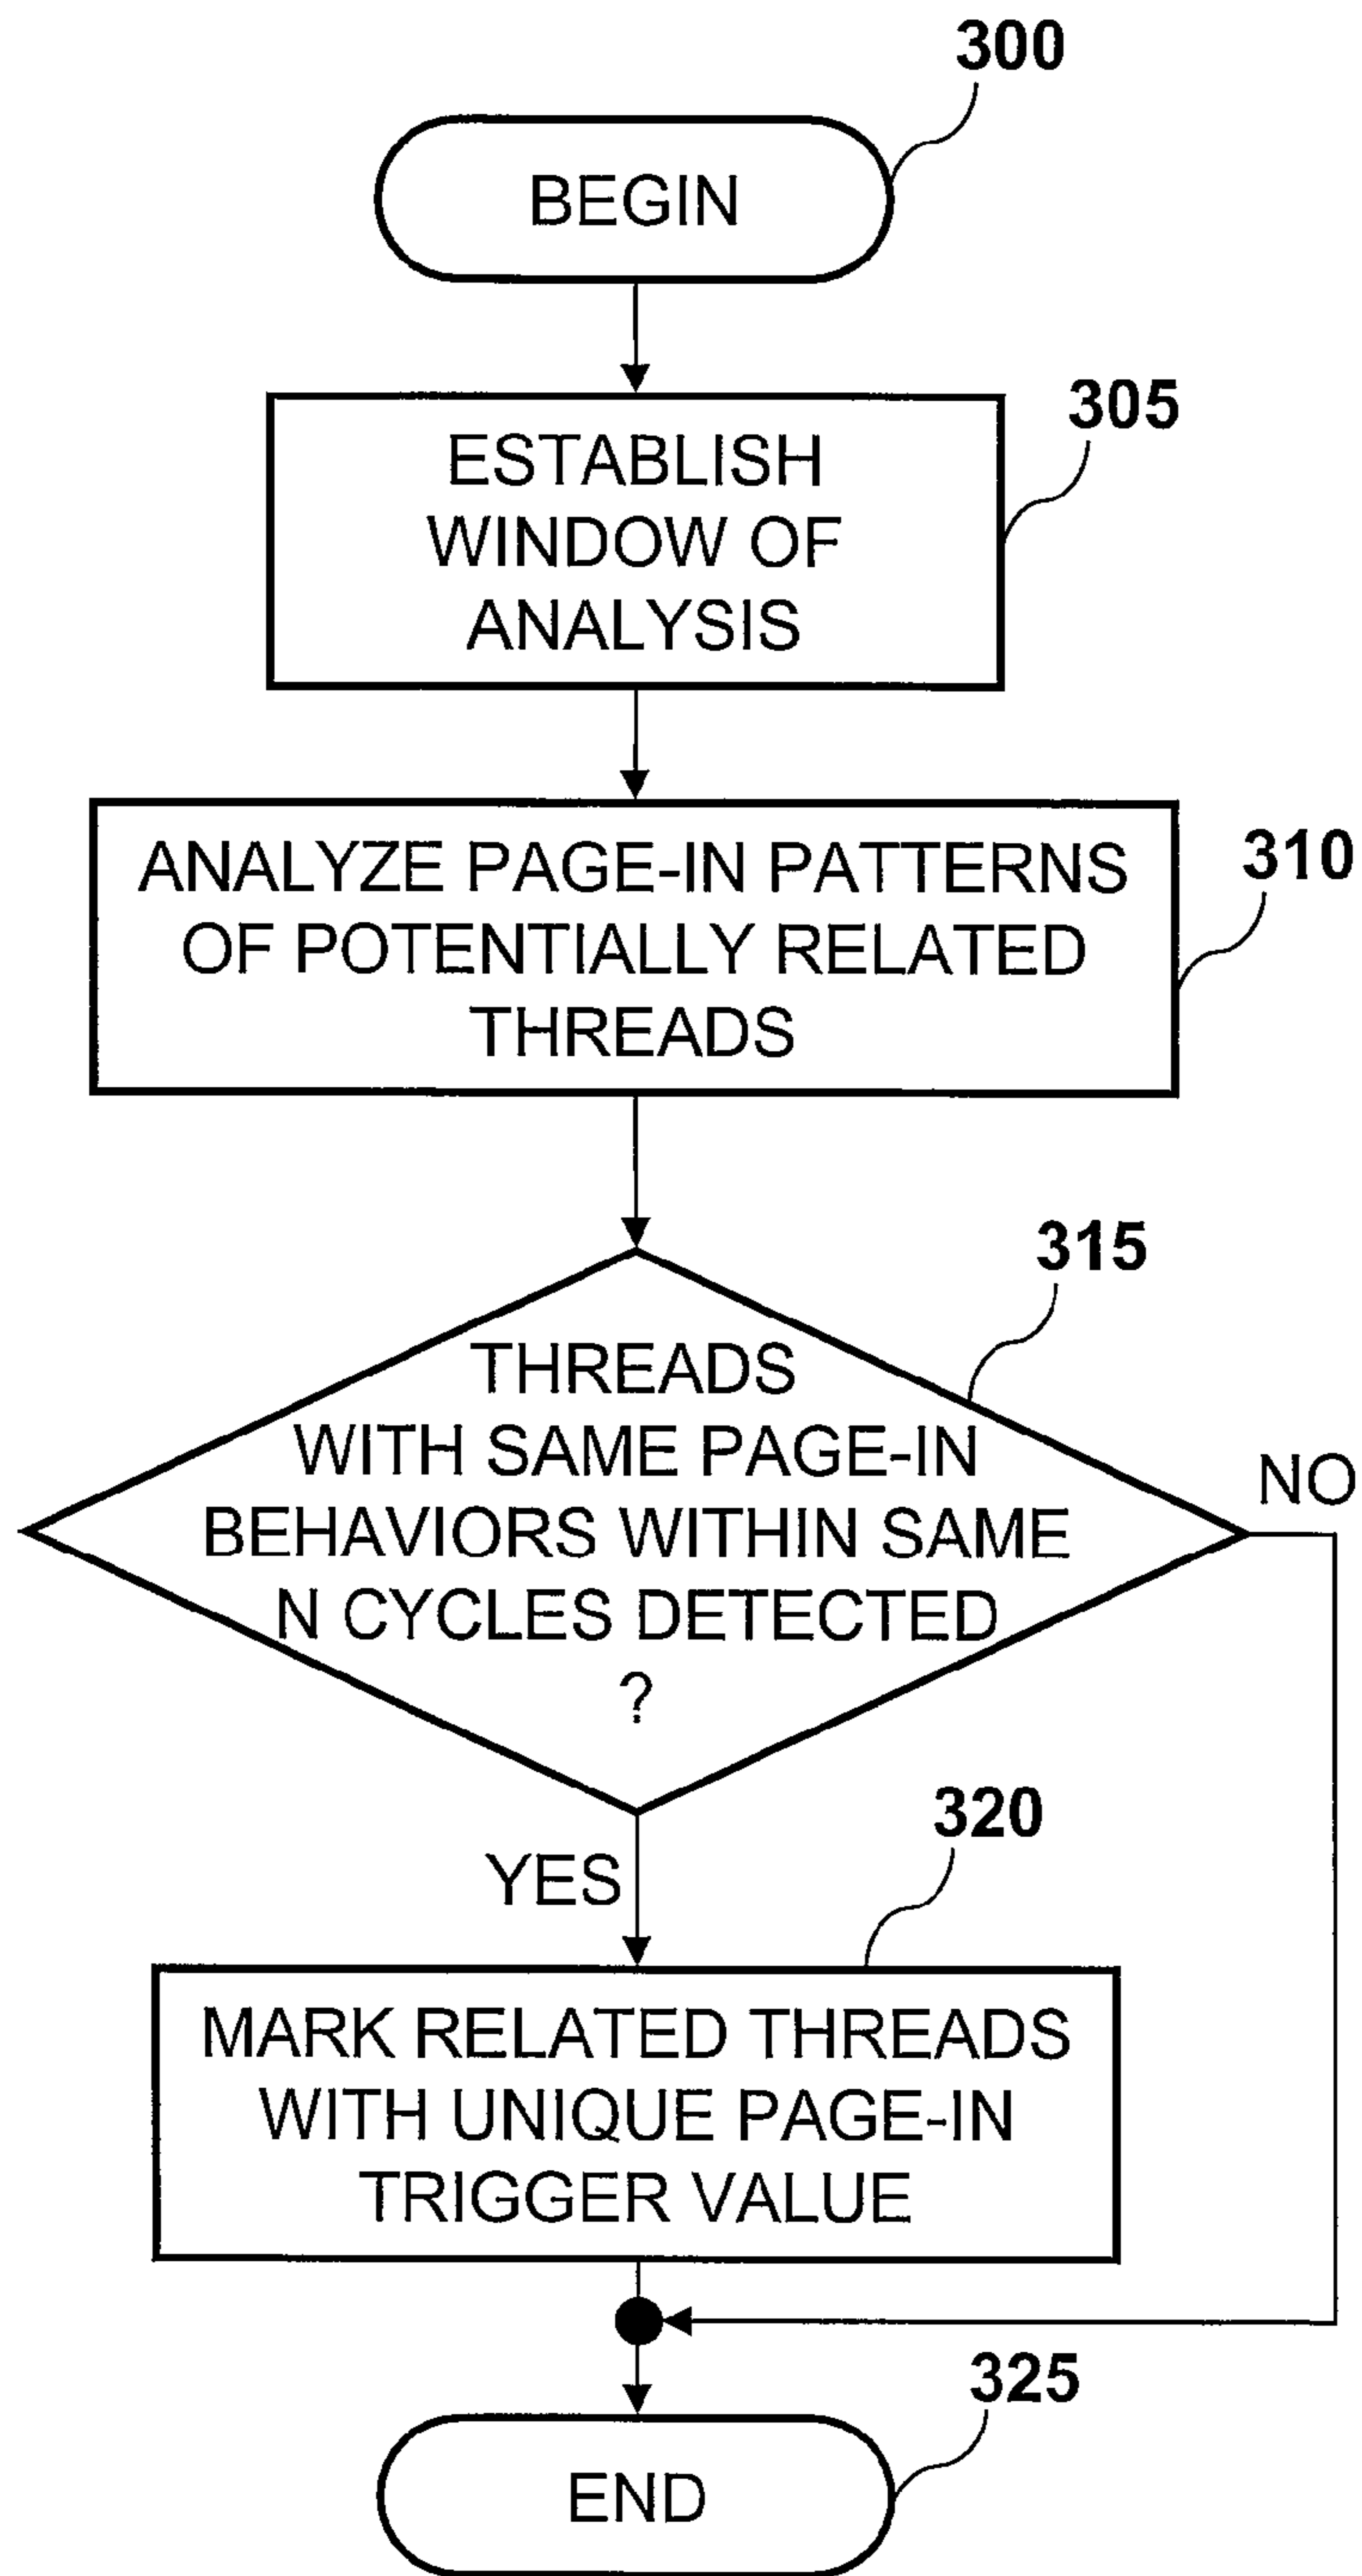 300
BEGIN
305
ESTABLISH
WINDOW OF
ANALYSIS
310
ANALYZE PAGE-IN PATTERNS
OF POTENTIALLY RELATED
THREADS
315
THREADS
WITH SAME PAGE-IN
BEHAVIORS WITHIN SAME
N CYCLES DETECTED
?
NO
YES
320
MARK RELATED THREADS
WITH UNIQUE PAGE-IN
TRIGGER VALUE
325
END